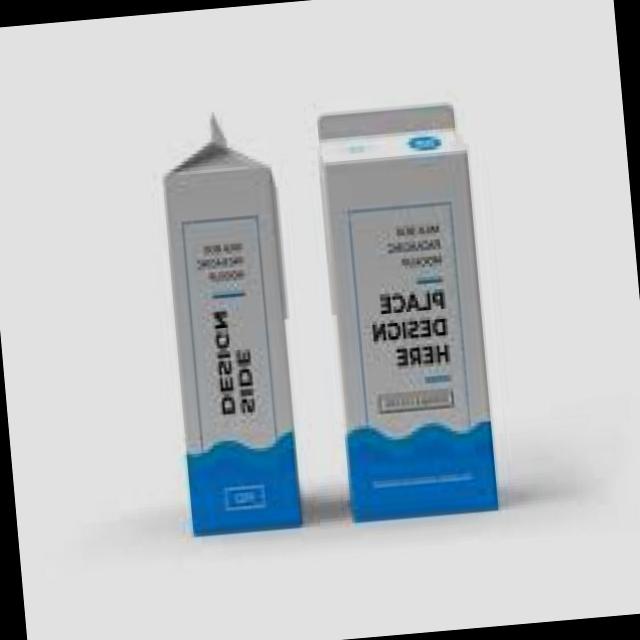 MILK BOX
PACKAGING
MOCKUP
DESIGN
SIDE
MILK BOX
PACKAGING
MOCKUP
PLACE
DESIGN
HERE